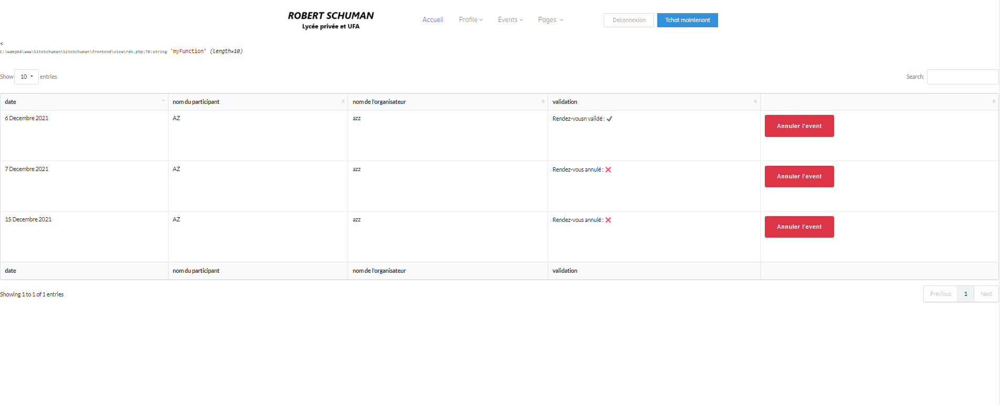 ROBERT SCHUMAN
Lycée privée et UFA
Accueil Profile Events Pages Deconnexion Tchat maintenant
<
C:\wamp64\www\SiteSchuman\SiteSchuman\frontend\view\rdv.php:70:string 'myFunction' (length=10)
Show 10 entries Search:
date nom du participant nom de l'organisateur validation
6 Decembre 2021 AZ azz Rendez-vousn validé : ✔ Annuler l'event
7 Decembre 2021 AZ azz Rendez-vous annulé : ❌ Annuler l'event
15 Decembre 2021 AZ azz Rendez-vous annulé : ❌ Annuler l'event
date nom du participant nom de l'organisateur validation
Showing 1 to 1 of 1 entries Previous 1 Next